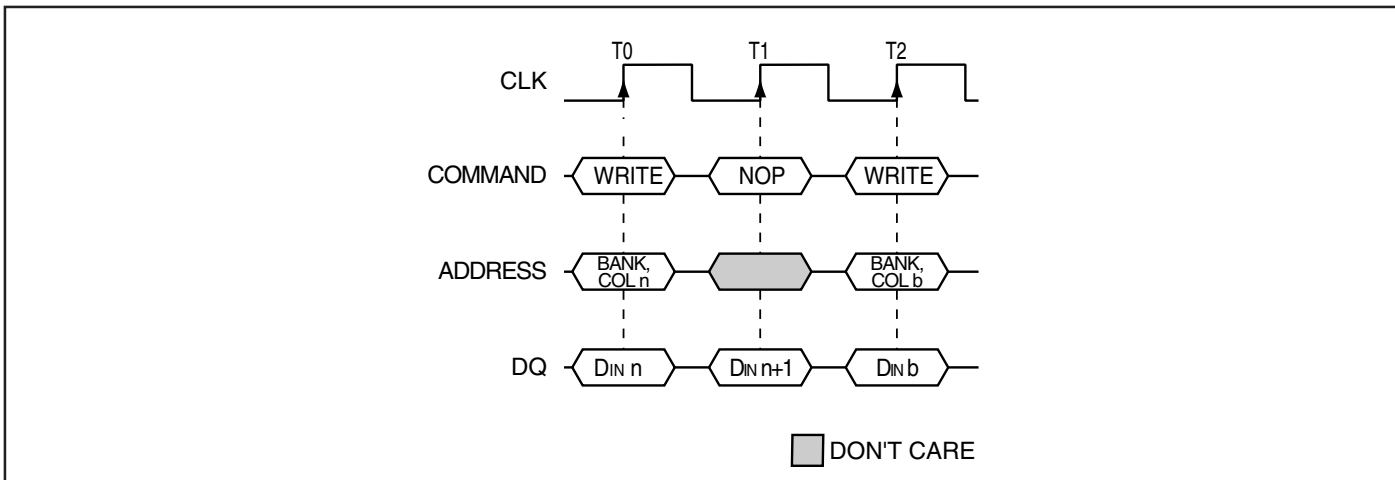 T0 T1 T2
CLK
COMMAND WRITE NOP WRITE
ADDRESS BANK, COL n BANK, COL b
DQ DIN n DIN n+1 DIN b
DON'T CARE